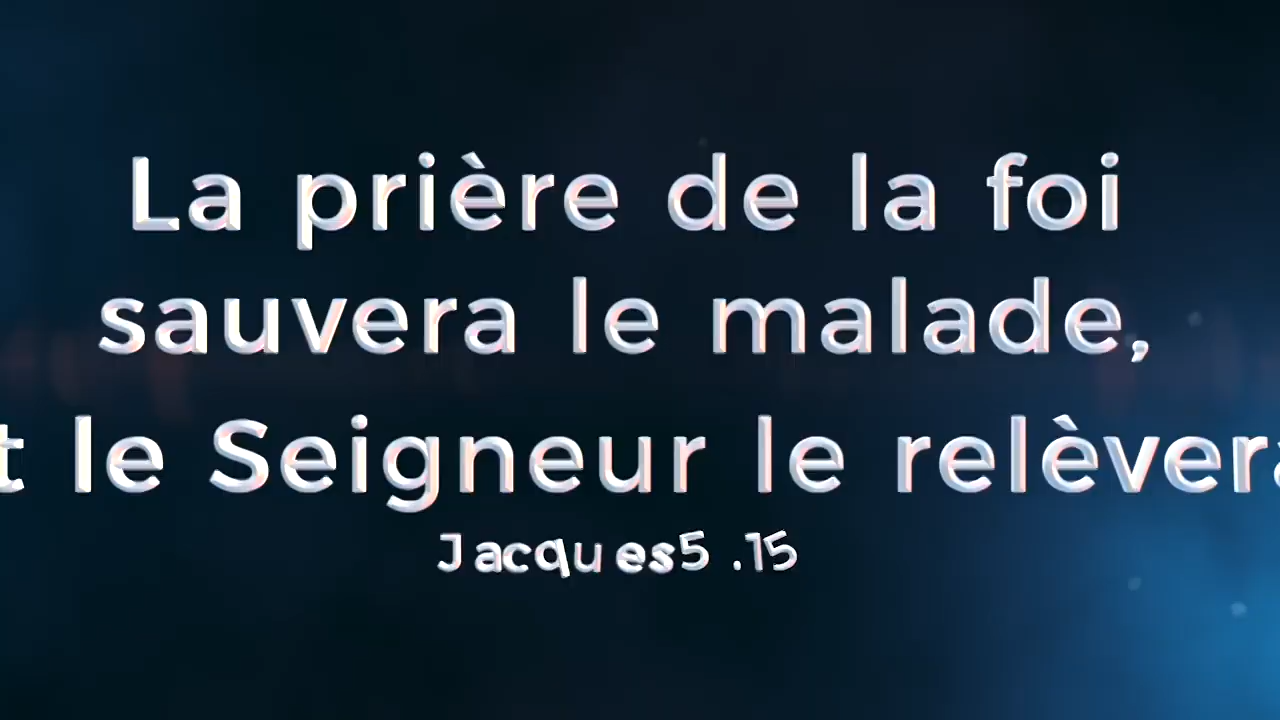 La prière de la foi
sauvera le malade,
t le Seigneur le relèvera
Jacques5 .15